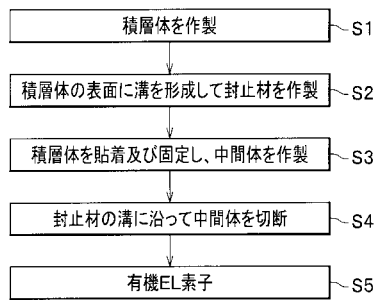 積層体を作製
S1
積層体の表面に溝を形成して封止材を作製
S2
積層体を貼着及び固定し、中間体を作製
S3
封止材の溝に沿って中間体を切断
S4
有機EL素子
S5